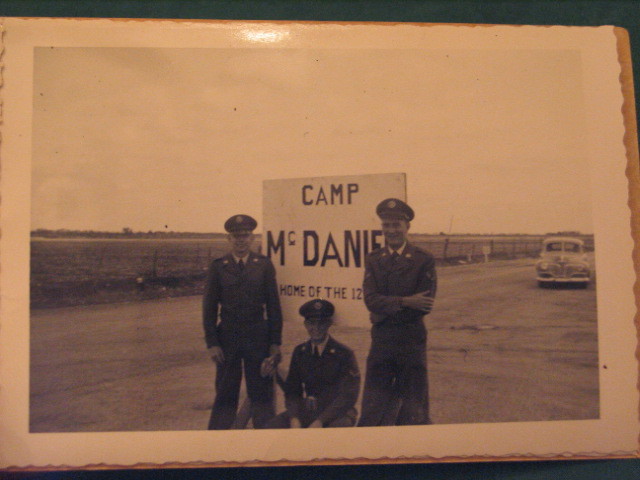 CAMP
Mc DANIE
HOME OF THE 12